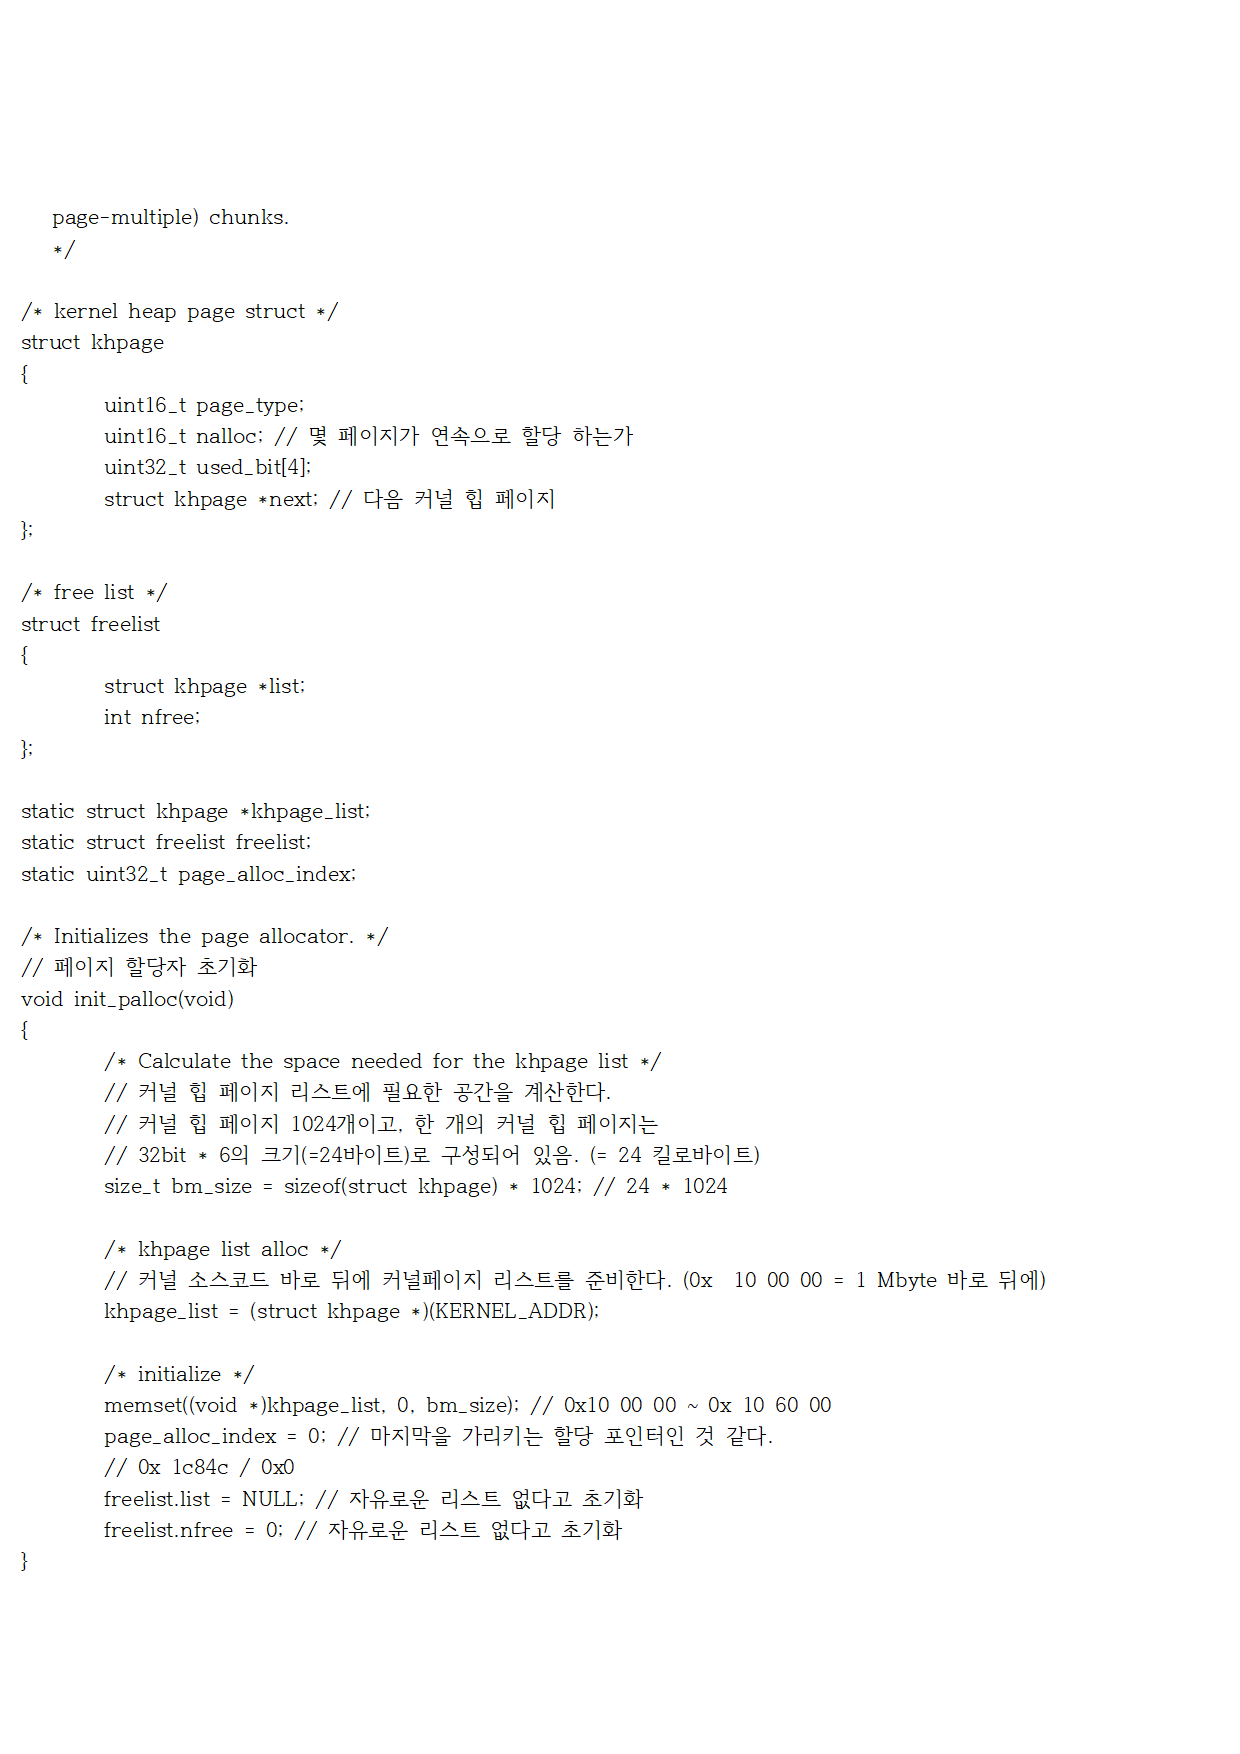 page-multiple) chunks.
*/
/* kernel heap page struct */
struct khpage
{
uint16_t page_type;
uint16_t nalloc; // 몇 페이지가 연속으로 할당 하는가
uint32_t used_bit[4];
struct khpage *next; // 다음 커널 힙 페이지
};
/* free list */
struct freelist
{
struct khpage *list;
int nfree;
};
static struct khpage *khpage_list;
static struct freelist freelist;
static uint32_t page_alloc_index;
/* Initializes the page allocator. */
// 페이지 할당자 초기화
void init_palloc(void)
{
/* Calculate the space needed for the khpage list */
// 커널 힙 페이지 리스트에 필요한 공간을 계산한다.
// 커널 힙 페이지 1024개이고, 한 개의 커널 힙 페이지는
// 32bit * 6의 크기(=24바이트)로 구성되어 있음. (= 24 킬로바이트)
size_t bm_size = sizeof(struct khpage) * 1024; // 24 * 1024
/* khpage list alloc */
// 커널 소스코드 바로 뒤에 커널페이지 리스트를 준비한다. (0x  10 00 00 = 1 Mbyte 바로 뒤에)
khpage_list = (struct khpage *)(KERNEL_ADDR);
/* initialize */
memset((void *)khpage_list, 0, bm_size); // 0x10 00 00 ~ 0x 10 60 00
page_alloc_index = 0; // 마지막을 가리키는 할당 포인터인 것 같다.
// 0x 1c84c / 0x0
freelist.list = NULL; // 자유로운 리스트 없다고 초기화
freelist.nfree = 0; // 자유로운 리스트 없다고 초기화
}